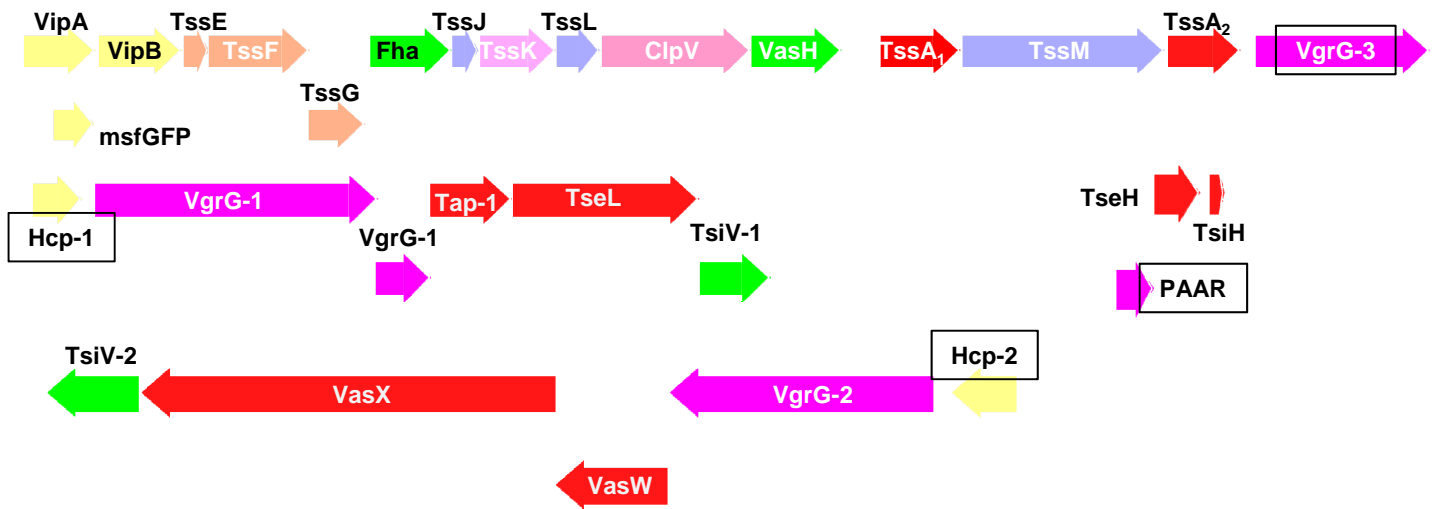 VipA TssE TssJ TssL TssA2
VipB TssF Fha TssK ClpV VasH TssA1 TssM VgrG-3
TssG
msfGFP
VgrG-1 Tap-1 TseL TseH
Hcp-1 VgrG-1 TsiV-1 TsiH
PAAR
TsiV-2 Hcp-2
VasX VgrG-2
VasW